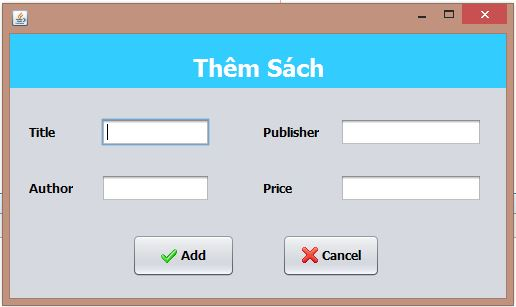 Thêm Sách
Title
Publisher
Author
Price
Add
Cancel